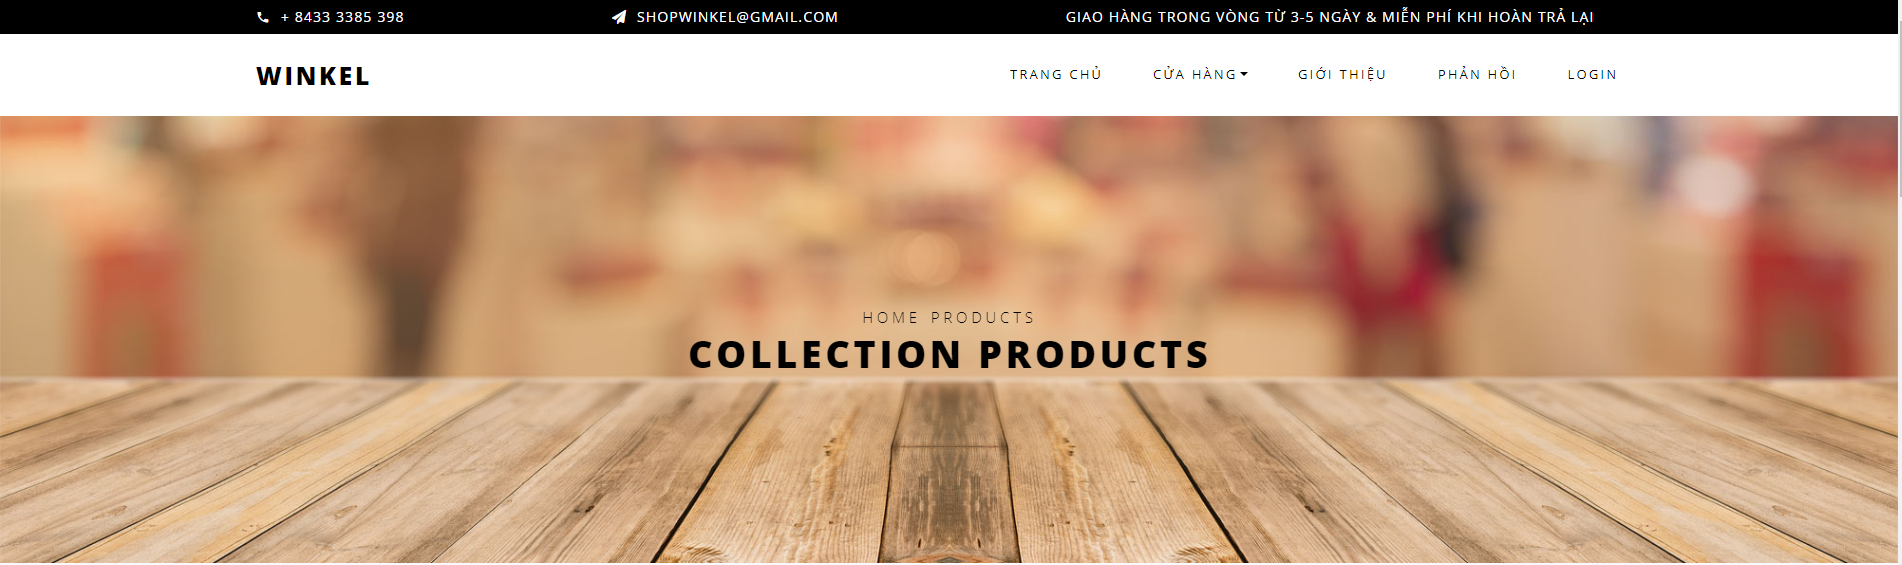 + 8433 3385 398
SHOPWINKEL@GMAIL.COM
GIAO HÀNG TRONG VÒNG TỪ 3-5 NGÀY & MIỄN PHÍ KHI HOÀN TRẢ LẠI
WINKEL
TRANG CHỦ
CỬA HÀNG
GIỚI THIỆU
PHẢN HỒI
LOGIN
HOME PRODUCTS
COLLECTION PRODUCTS